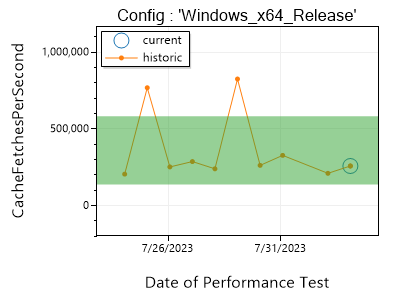 Config : 'Windows_x64_Release'
current
historic
1,000,000
500,000
0
CacheFetchesPerSecond
7/26/2023
7/31/2023
Date of Performance Test